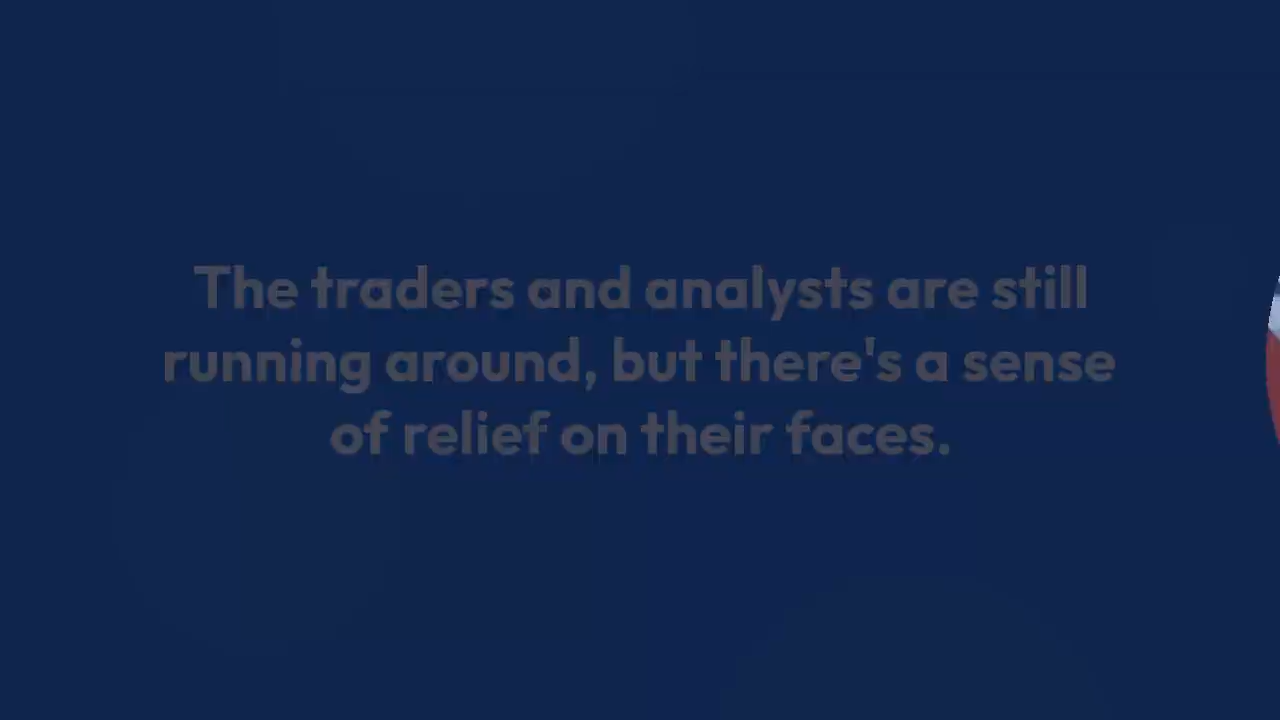 The traders and analysts are still
running around, but there's a sense
of relief on their faces.